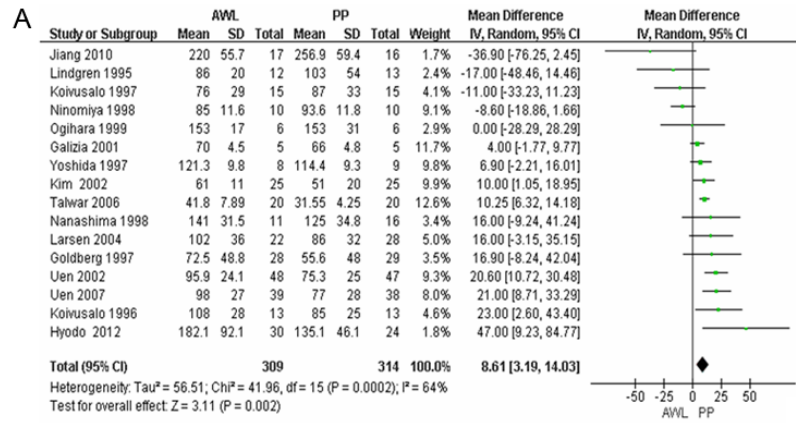 A
AWL PP Mean Difference Mean Difference
Study or Subgroup Mean SD Total Mean SD Total Weight IV, Random, 95% CI IV, Random, 95% CI
Jiang 2010 220 55.7 17 256.9 59.4 16 1.7% -36.90 [-76.25, 2.45]
Lindgren 1995 86 20 12 103 54 13 2.6% -17.00 [-48.46, 14.46]
Koivusalo 1997 76 29 15 87 33 15 4.4% -11.00 [-33.23, 11.23]
Ninomiya 1998 85 11.6 10 93.6 11.8 10 9.4% -8.60 [-18.86, 1.66]
Ogihara 1999 153 17 6 153 31 6 3.0% 0.00 [-28.29, 28.29]
Galizia 2001 70 4.5 5 66 4.8 5 12.2% 4.00 [-1.77, 9.77]
Yoshida 1997 121.3 9.8 8 114.4 9.3 9 10.2% 6.90 [-2.21, 16.01]
Kim 2002 61 11 25 51 20 25 10.3% 10.00 [1.05, 18.95]
Talwar 2006 41.8 7.89 20 31.55 4.25 20 13.2% 10.25 [6.32, 14.18]
Nanashima 1998 141 31.5 11 125 34.8 16 3.6% 16.00 [-9.24, 41.24]
Larsen 2004 102 36 22 86 32 28 5.0% 16.00 [-3.15, 35.15]
Goldberg 1997 72.5 48.8 28 55.6 48 29 3.6% 16.90 [-8.24, 42.04]
Uen 2002 95.9 24.1 48 75.3 25 47 9.6% 20.60 [10.72, 30.48]
Uen 2007 98 27 39 77 28 38 8.1% 21.00 [8.71, 33.29]
Koivusalo 1996 108 28 13 85 25 13 4.9% 23.00 [2.60, 43.40]
Hyodo 2012 182.1 92.1 30 135.1 46.1 24 1.8% 47.00 [9.23, 84.77]
Total (95% CI) 309 314 100.0% 8.61 [3.19, 14.03]
Heterogeneity: Tau² = 56.51; Chi² = 41.96, df = 15 (P = 0.0002); I² = 64%
Test for overall effect: Z = 3.11 (P = 0.002)
-50 -25 0 25 50
AWL PP